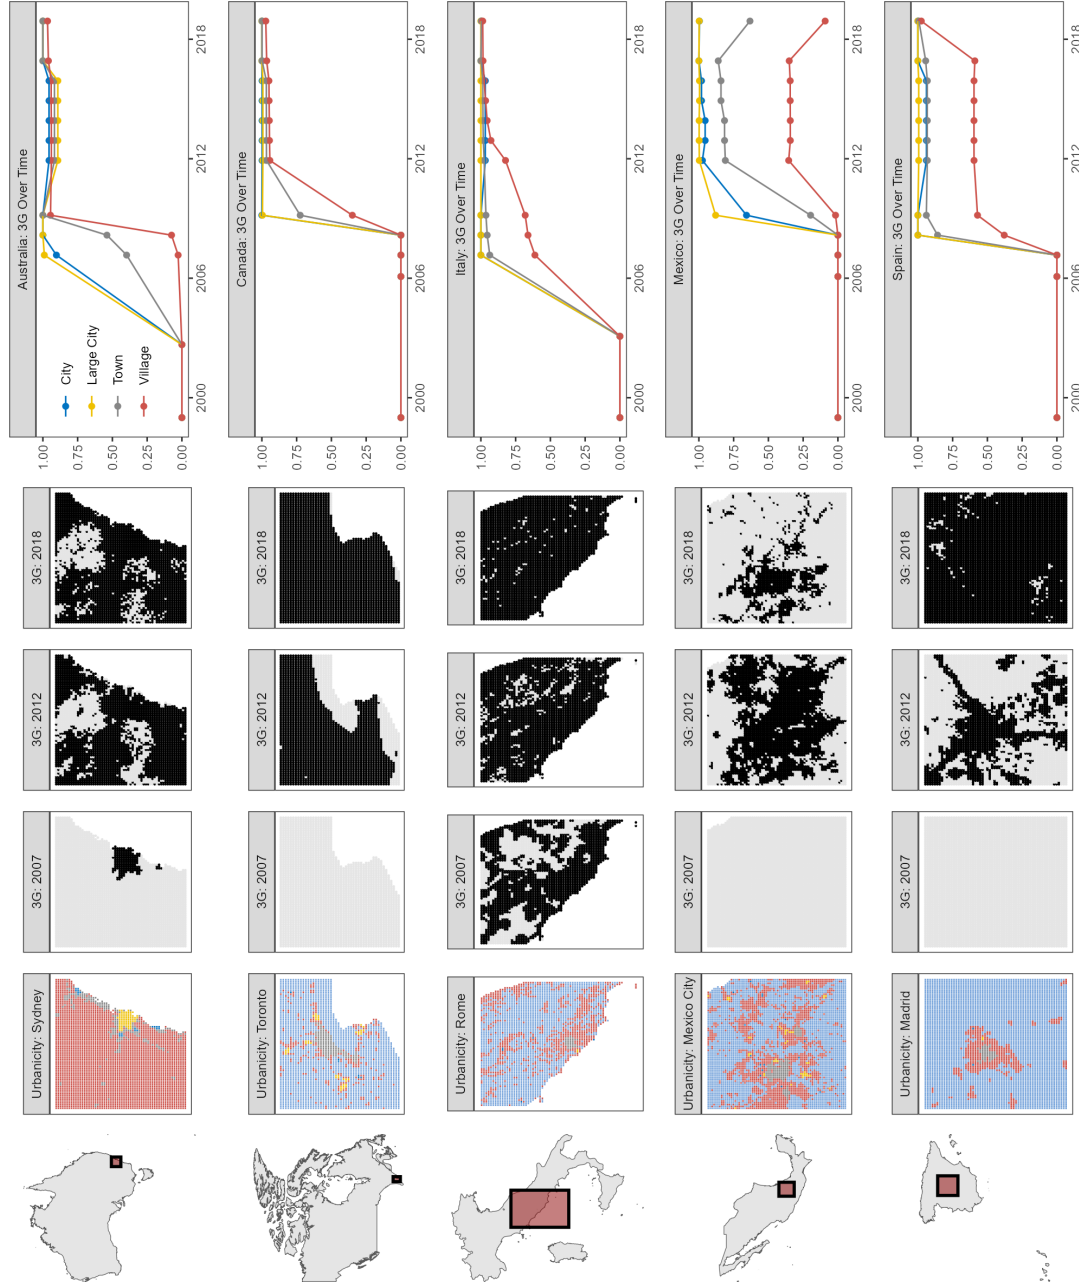 Urbanicity: Sydney
3G: 2007
3G: 2012
3G: 2018
Australia: 3G Over Time
City
Large City
Town
Village
1.00
0.75
0.50
0.25
0.00
2000
2006
2012
2018
Urbanicity: Toronto
3G: 2007
3G: 2012
3G: 2018
Canada: 3G Over Time
1.00
0.75
0.50
0.25
0.00
2000
2006
2012
2018
Urbanicity: Rome
3G: 2007
3G: 2012
3G: 2018
Italy: 3G Over Time
1.00
0.75
0.50
0.25
0.00
2000
2006
2012
2018
Urbanicity: Mexico City
3G: 2007
3G: 2012
3G: 2018
Mexico: 3G Over Time
1.00
0.75
0.50
0.25
0.00
2000
2006
2012
2018
Urbanicity: Madrid
3G: 2007
3G: 2012
3G: 2018
Spain: 3G Over Time
1.00
0.75
0.50
0.25
0.00
2000
2006
2012
2018